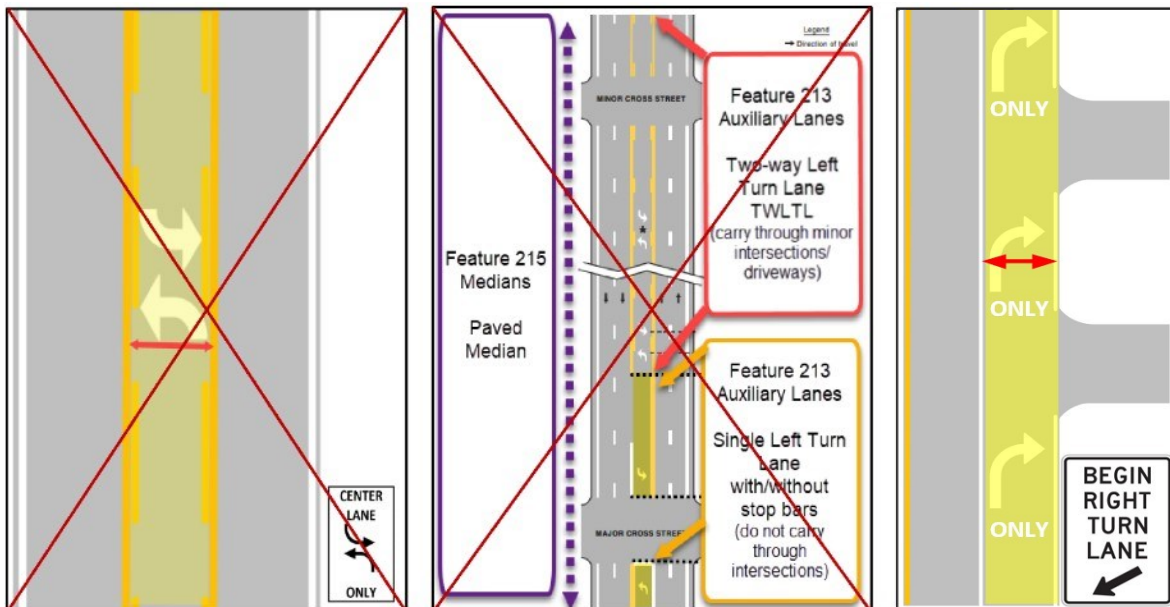 CENTER
LANE
ONLY
Feature 215
Medians
Paved
Median
Legend
→ Direction of travel
MINOR CROSS STREET
MAJOR CROSS STREET
Feature 213
Auxiliary Lanes
Two-way Left
Turn Lane
TWLTL
(carry through minor
intersections/
driveways)
Feature 213
Auxiliary Lanes
Single Left Turn
Lane
with/without
stop bars
(do not carry
through
intersections)
ONLY
ONLY
ONLY
BEGIN
RIGHT
TURN
LANE